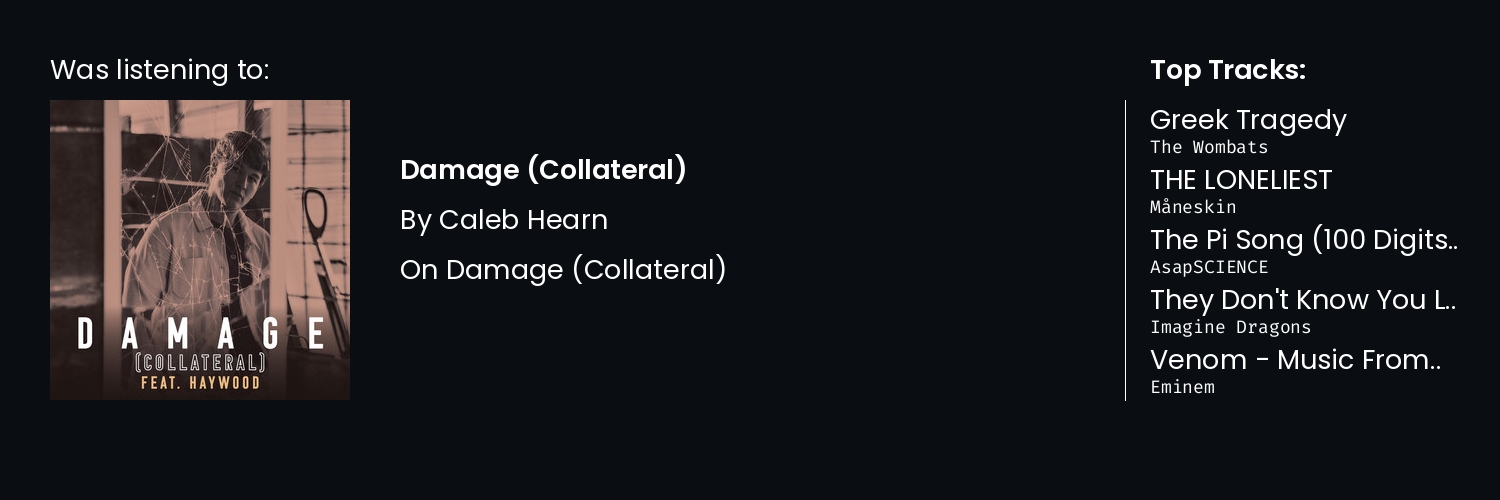 Was listening to:
DAMAGE
(COLLATERAL)
FEAT. HAYWOOD
Damage (Collateral)
By Caleb Hearn
On Damage (Collateral)
Top Tracks:
Greek Tragedy
The Wombats
THE LONELIEST
Måneskin
The Pi Song (100 Digits..
AsapSCIENCE
They Don't Know You L..
Imagine Dragons
Venom - Music From..
Eminem